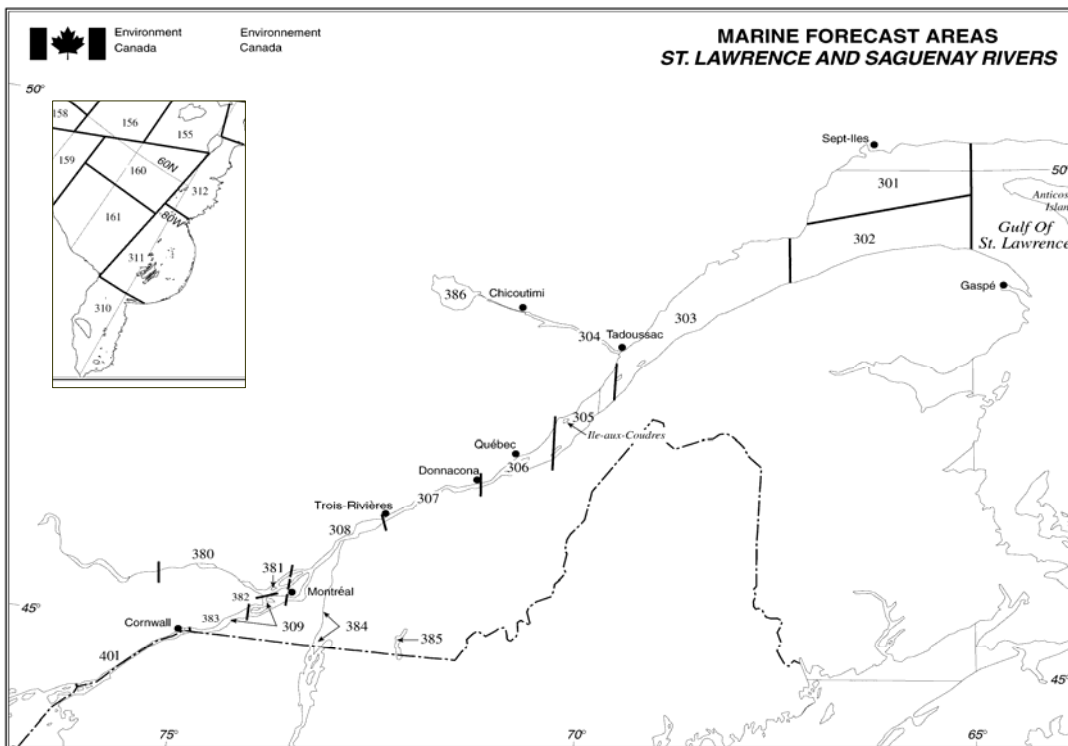 Environment
Canada
Environnement
Canada
MARINE FORECAST AREAS
ST. LAWRENCE AND SAGUENAY RIVERS
50°
158
156
155
159
160
60N
312
161
80W
311
310
Sept-Iles
50°
301
Anticos
Island
302
Gulf Of
St. Lawrence
386
Chicoutimi
Gaspé
303
304
Tadoussac
305
Ile-aux-Coudres
Québec
306
Donnacona
307
Trois-Rivières
308
380
381
382
Montréal
45°
383
Cornwall
309
384
385
401
45°
75°
70°
65°